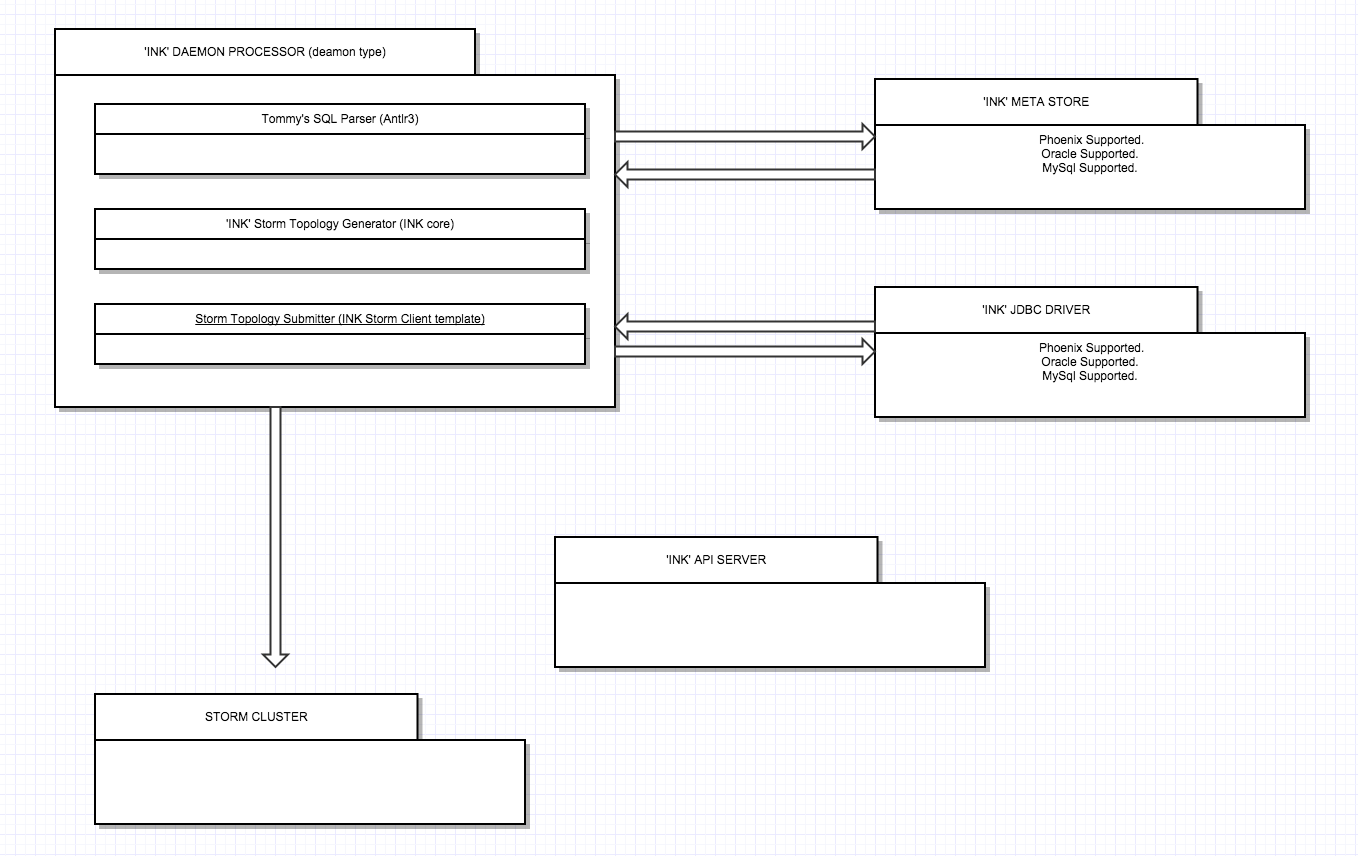 'INK' DAEMON PROCESSOR (deamon type)
Tommy's SQL Parser (Antlr3)
'INK' Storm Topology Generator (INK core)
Storm Topology Submitter (INK Storm Client template)
'INK' META STORE
Phoenix Supported.
Oracle Supported.
MySql Supported.
'INK' JDBC DRIVER
Phoenix Supported.
Oracle Supported.
MySql Supported.
'INK' API SERVER
STORM CLUSTER